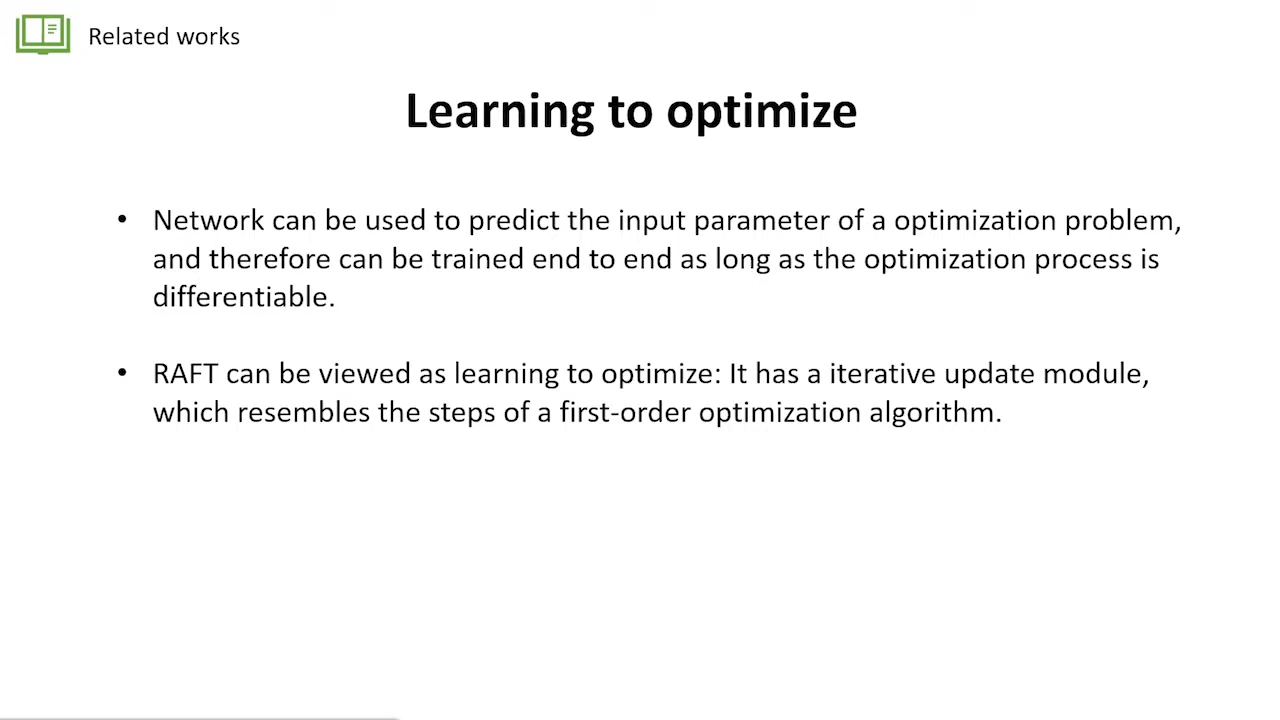 Related works
Learning to optimize
• Network can be used to predict the input parameter of a optimization problem,
and therefore can be trained end to end as long as the optimization process is
differentiable.
• RAFT can be viewed as learning to optimize: It has a iterative update module,
which resembles the steps of a first-order optimization algorithm.